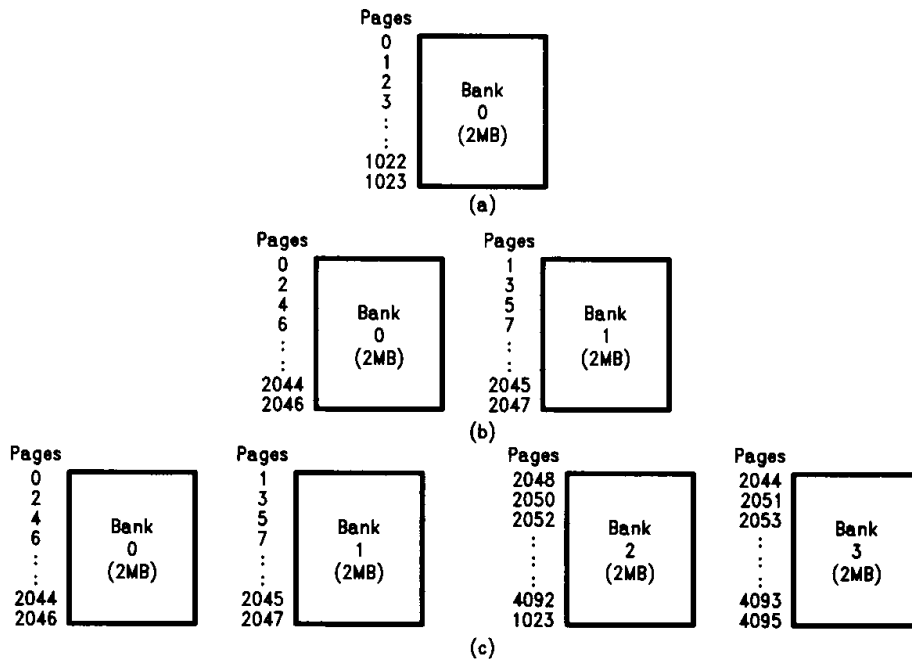 Pages
0
1
2
3
:
:
1022
1023
Bank
0
(2MB)
(a)
Pages
0
2
4
6
:
:
2044
2046
Bank
0
(2MB)
Pages
1
3
5
7
:
:
2045
2047
Bank
1
(2MB)
(b)
Pages
0
2
4
6
:
:
2044
2046
Bank
0
(2MB)
Pages
1
3
5
7
:
:
2045
2047
Bank
1
(2MB)
Pages
2048
2050
2052
:
:
:
4092
1023
Bank
2
(2MB)
Pages
2044
2051
2053
:
:
:
4093
4095
Bank
3
(2MB)
(c)